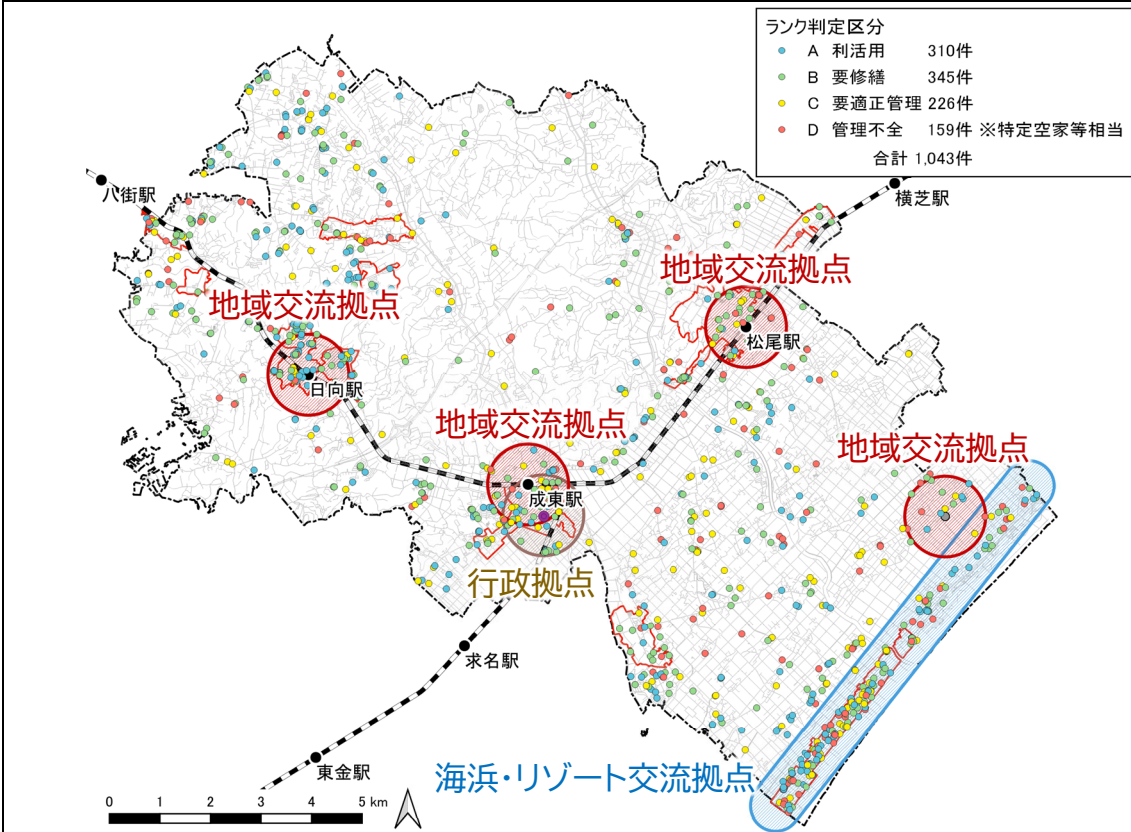 ランク判定区分
A 利活用 310件
B 要修繕 345件
C 要適正管理 226件
D 管理不全 159件 ※特定空家等相当
合計 1,043件
八街駅
横芝駅
地域交流拠点
松尾駅
地域交流拠点
日向駅
地域交流拠点
成東駅
地域交流拠点
行政拠点
求名駅
東金駅
海浜・リゾート交流拠点
0 1 2 3 4 5 km